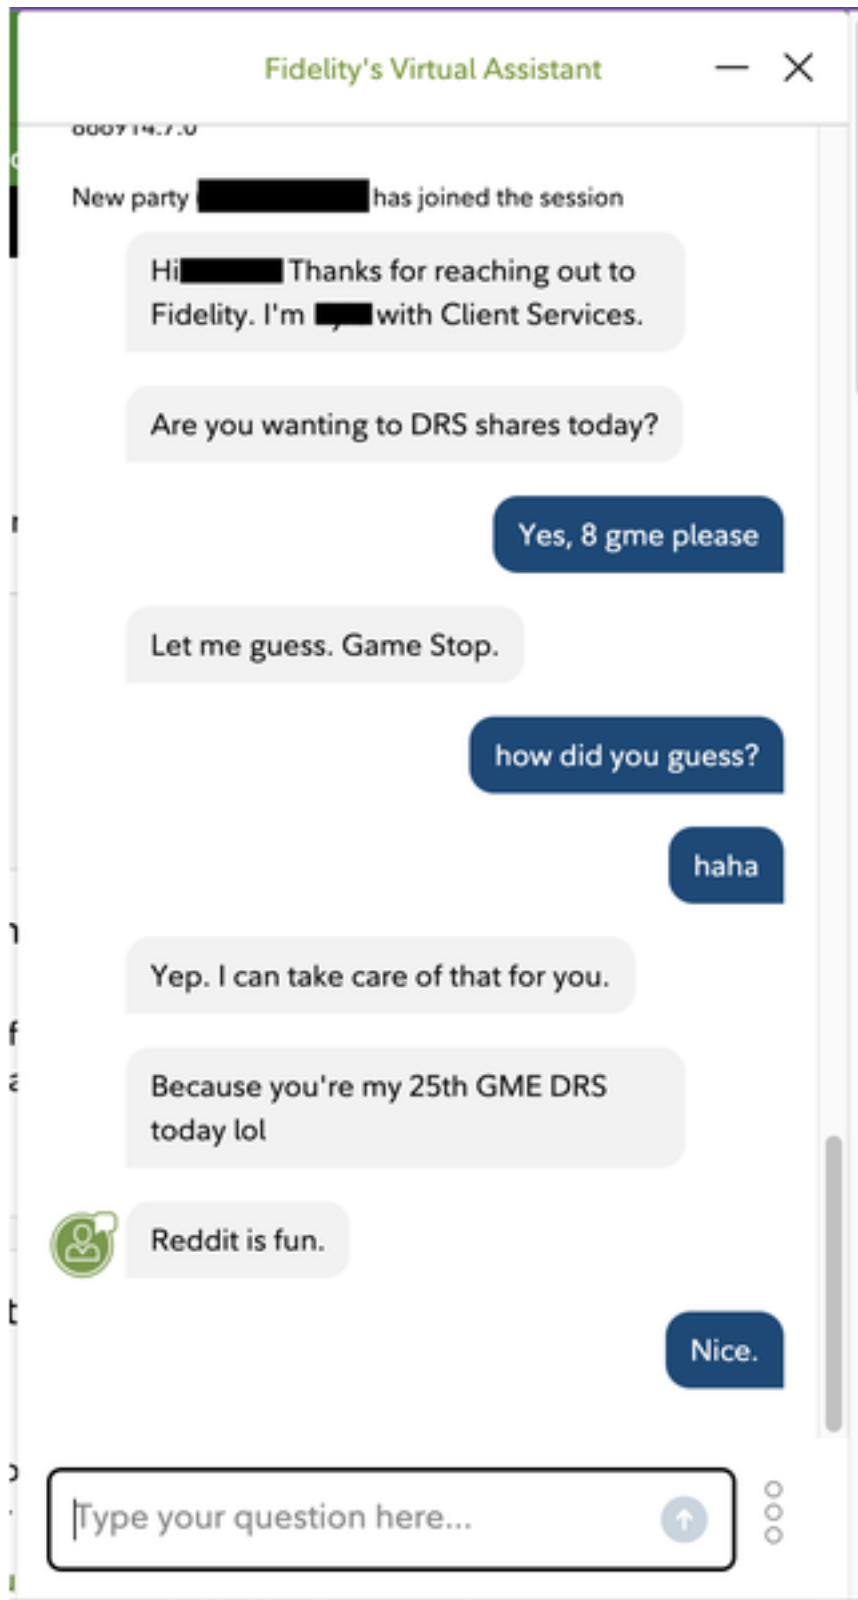 Fidelity's Virtual Assistant
New party has joined the session
Hi Thanks for reaching out to
Fidelity. I'm with Client Services.
Are you wanting to DRS shares today?
Yes, 8 gme please
Let me guess. Game Stop.
how did you guess?
haha
Yep. I can take care of that for you.
Because you're my 25th GME DRS
today lol
Reddit is fun.
Nice.
Type your question here...